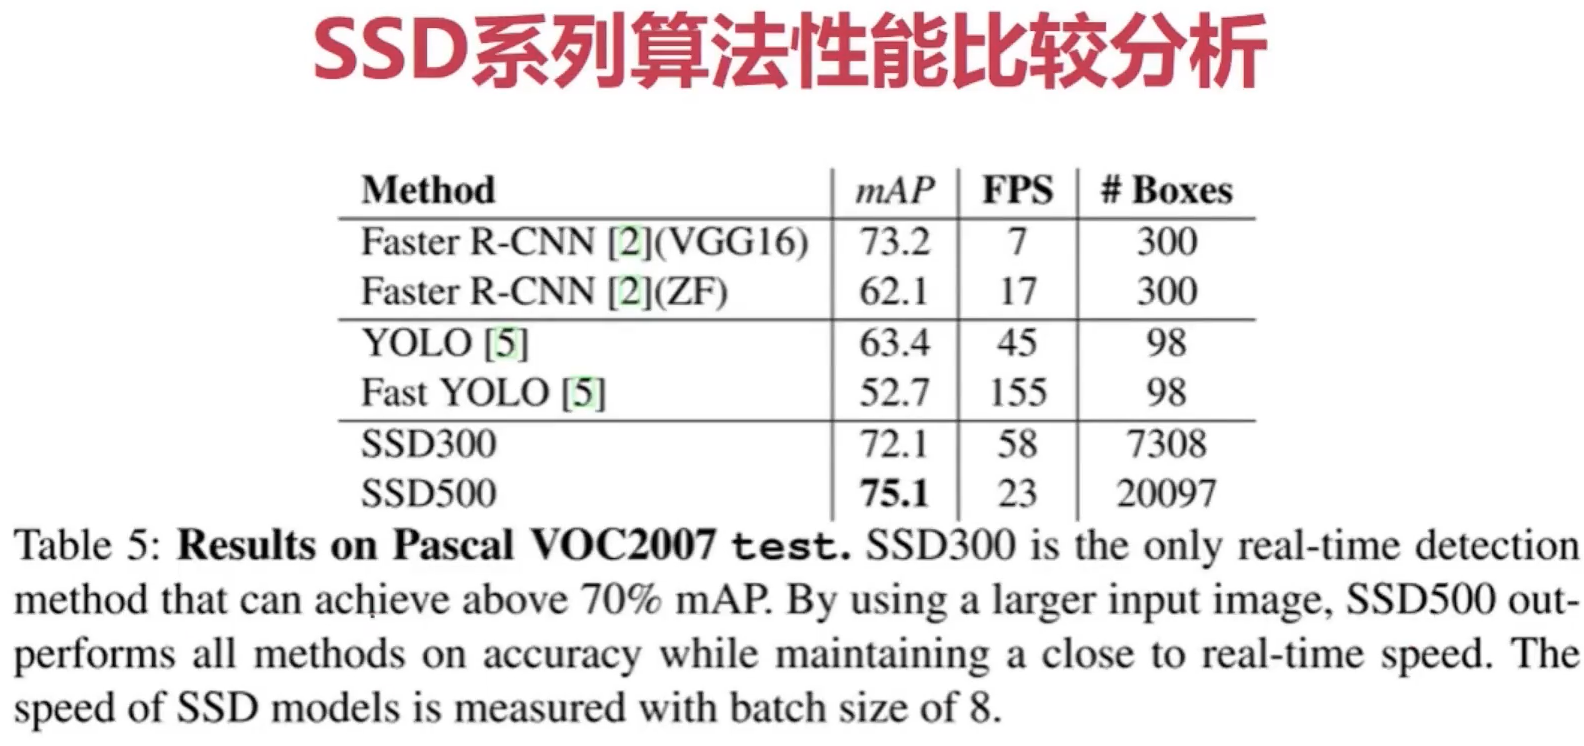 SSD系列算法性能比较分析
Method mAP FPS # Boxes
Faster R-CNN [2](VGG16) 73.2 7 300
Faster R-CNN [2](ZF) 62.1 17 300
YOLO [5] 63.4 45 98
Fast YOLO [5] 52.7 155 98
SSD300 72.1 58 7308
SSD500 75.1 23 20097
Table 5: Results on Pascal VOC2007 test. SSD300 is the only real-time detection
method that can achieve above 70% mAP. By using a larger input image, SSD500 out-
performs all methods on accuracy while maintaining a close to real-time speed. The
speed of SSD models is measured with batch size of 8.